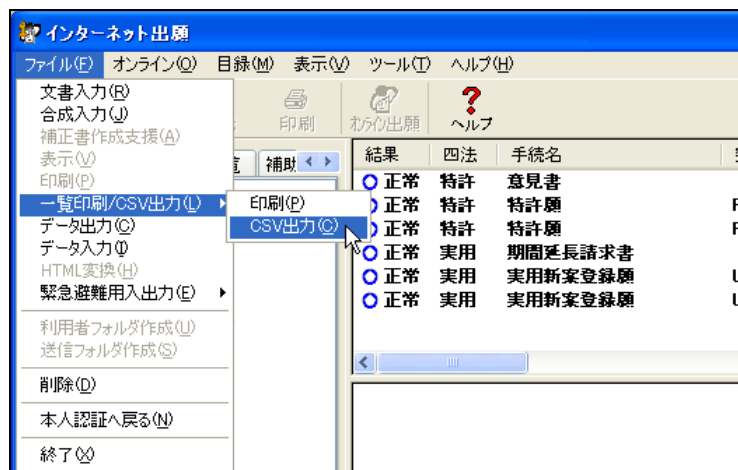 インターネット出願
ファイル(F) オンライン(O) 目録(M) 表示(V) ツール(T) ヘルプ(H)
印刷 オンライン出願 ヘルプ
文書入力(R)
合成入力(J)
補正書作成支援(A)
表示(V)
印刷(P)
一覧印刷/CSV出力(L)
データ出力(C)
データ入力(I)
HTML変換(H)
緊急避難用入出力(E)
利用者フォルダ作成(U)
送信フォルダ作成(S)
削除(D)
本人認証へ戻る(N)
終了(X)
印刷(P)
CSV出力(C)
補助
結果 四法 手続名
正常 特許 意見書
正常 特許 特許願
正常 特許 特許願
正常 実用 期間延長請求書
正常 実用 実用新案登録願
正常 実用 実用新案登録願